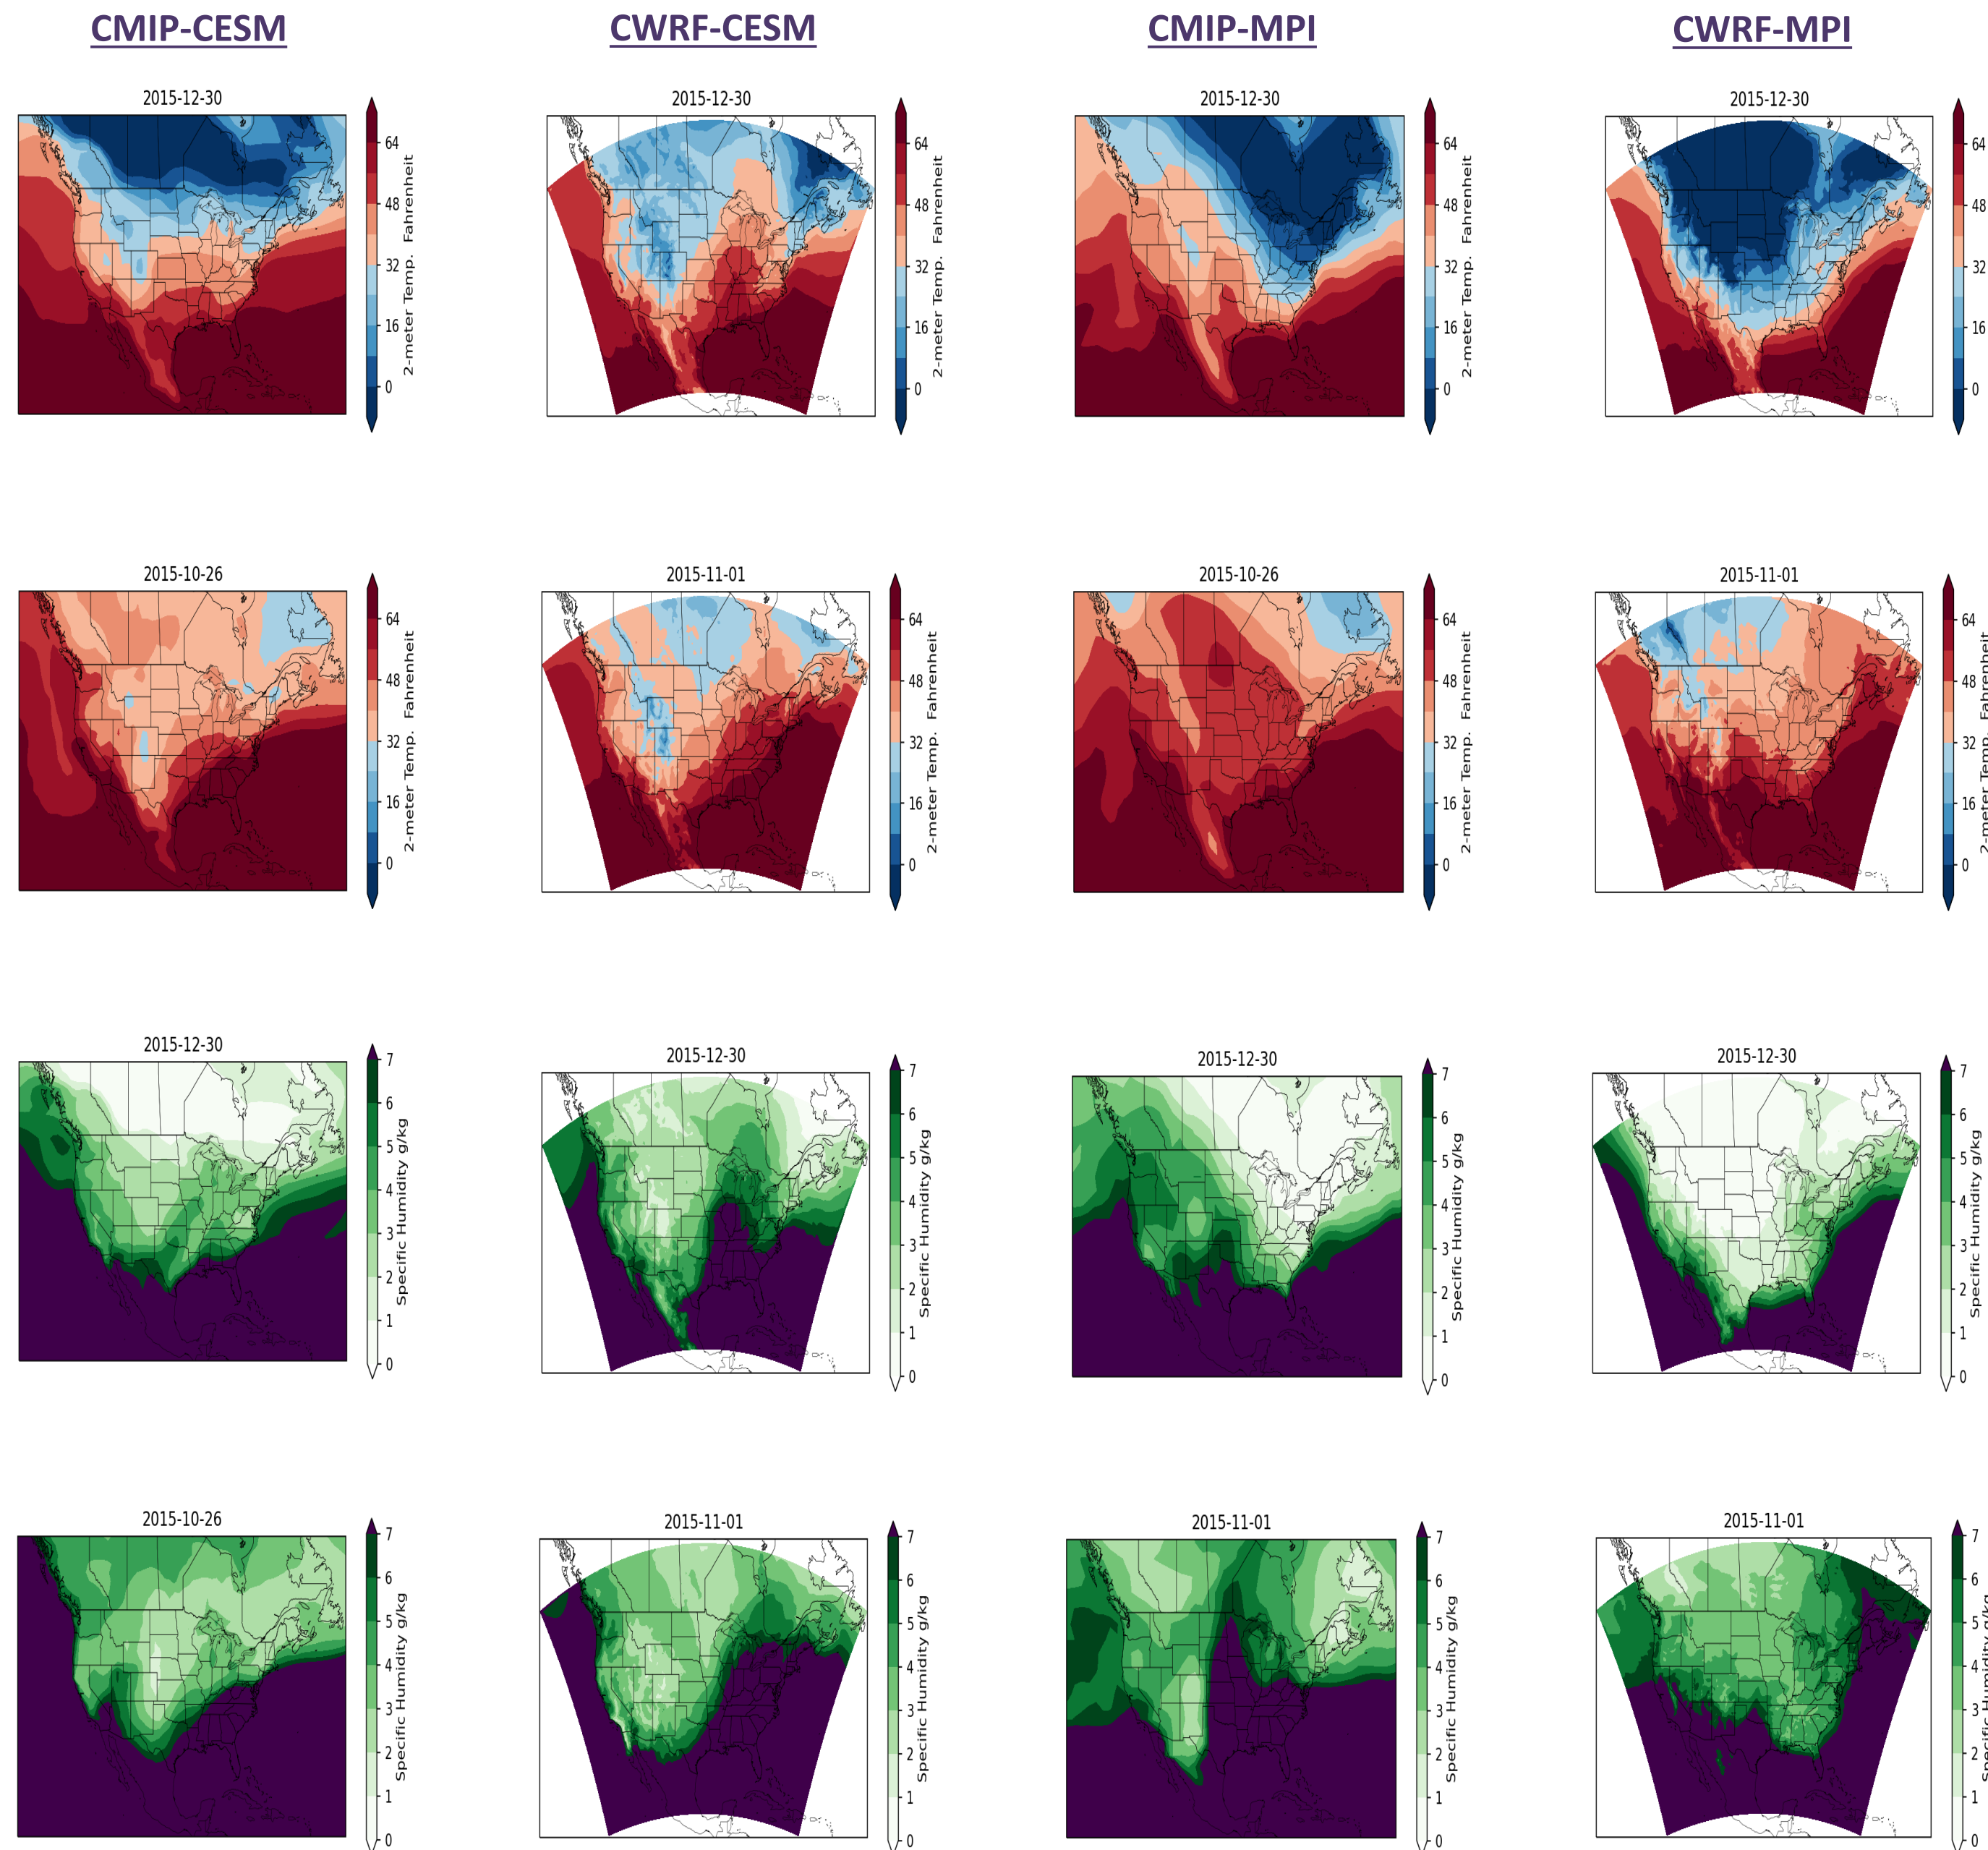 CMIP-CESM CWRF-CESM CMIP-MPI CWRF-MPI
2015-12-30 2015-12-30 2015-12-30 2015-12-30
64 48 32 16 0
2-meter Temp. Fahrenheit
64 48 32 16 0
2-meter Temp. Fahrenheit
64 48 32 16 0
2-meter Temp. Fahrenheit
64 48 32 16 0
2015-10-26 2015-11-01 2015-10-26 2015-11-01
64 48 32 16 0
2-meter Temp. Fahrenheit
64 48 32 16 0
2-meter Temp. Fahrenheit
64 48 32 16 0
2-meter Temp. Fahrenheit
64 48 32 16 0
2-meter Temp. Fahrenheit
2015-12-30 2015-12-30 2015-12-30 2015-12-30
7 6 5 4 3 2 1 0
Specific Humidity g/kg
7 6 5 4 3 2 1 0
Specific Humidity g/kg
7 6 5 4 3 2 1 0
Specific Humidity g/kg
7 6 5 4 3 2 1 0
Specific Humidity g/kg
2015-10-26 2015-11-01 2015-11-01 2015-11-01
7 6 5 4 3 2 1 0
Specific Humidity g/kg
7 6 5 4 3 2 1 0
Specific Humidity g/kg
7 6 5 4 3 2 1 0
Specific Humidity g/kg
7 6 5 4 3 2 1 0
Specific Humidity g/kg